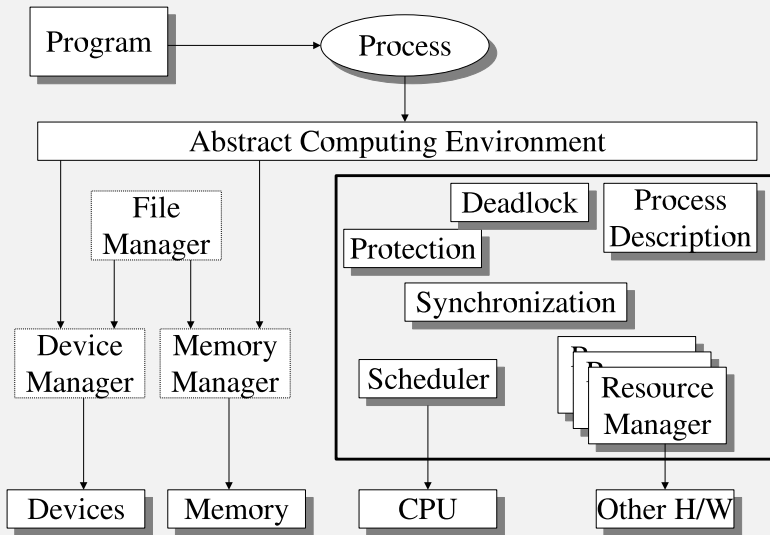 Program
Process
Abstract Computing Environment
File
Manager
Deadlock
Process
Description
Protection
Synchronization
Device
Manager
Memory
Manager
Scheduler
Resource
Manager
Devices
Memory
CPU
Other H/W